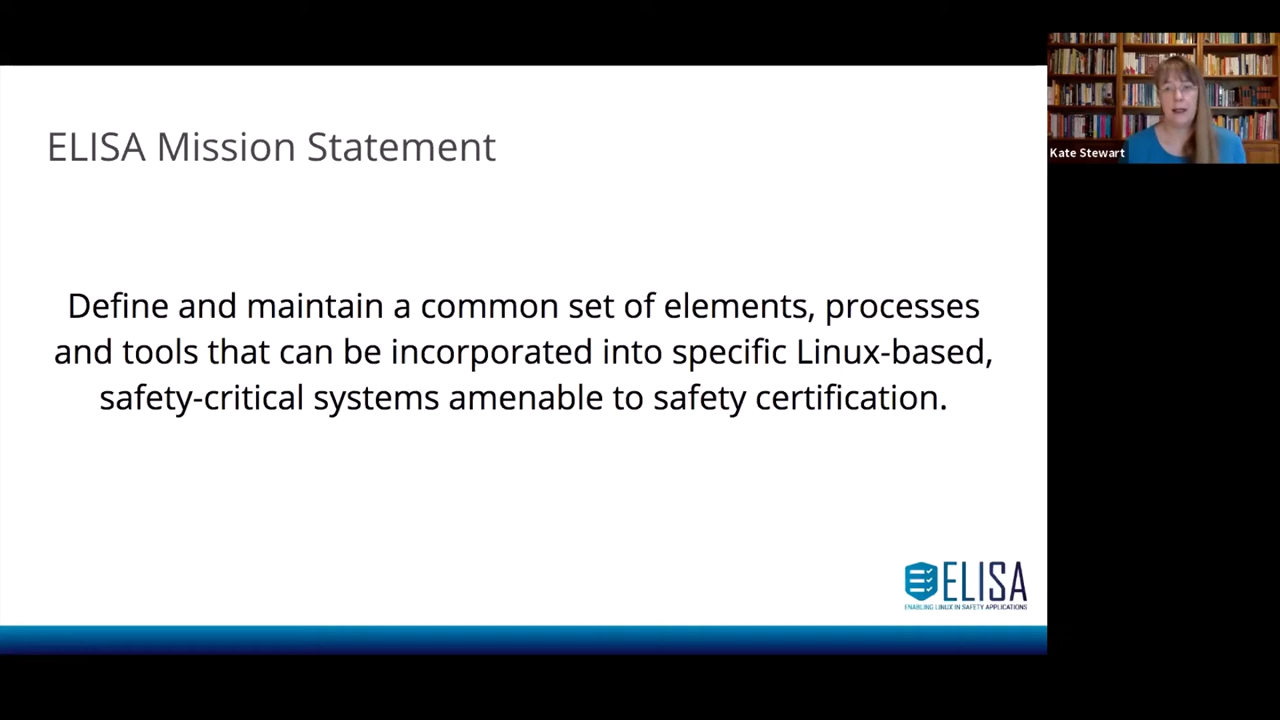 ELISA Mission Statement
Define and maintain a common set of elements, processes
and tools that can be incorporated into specific Linux-based,
safety-critical systems amenable to safety certification.
Kate Stewart
ELISA
ENABLING LINUX IN SAFETY APPLICATIONS